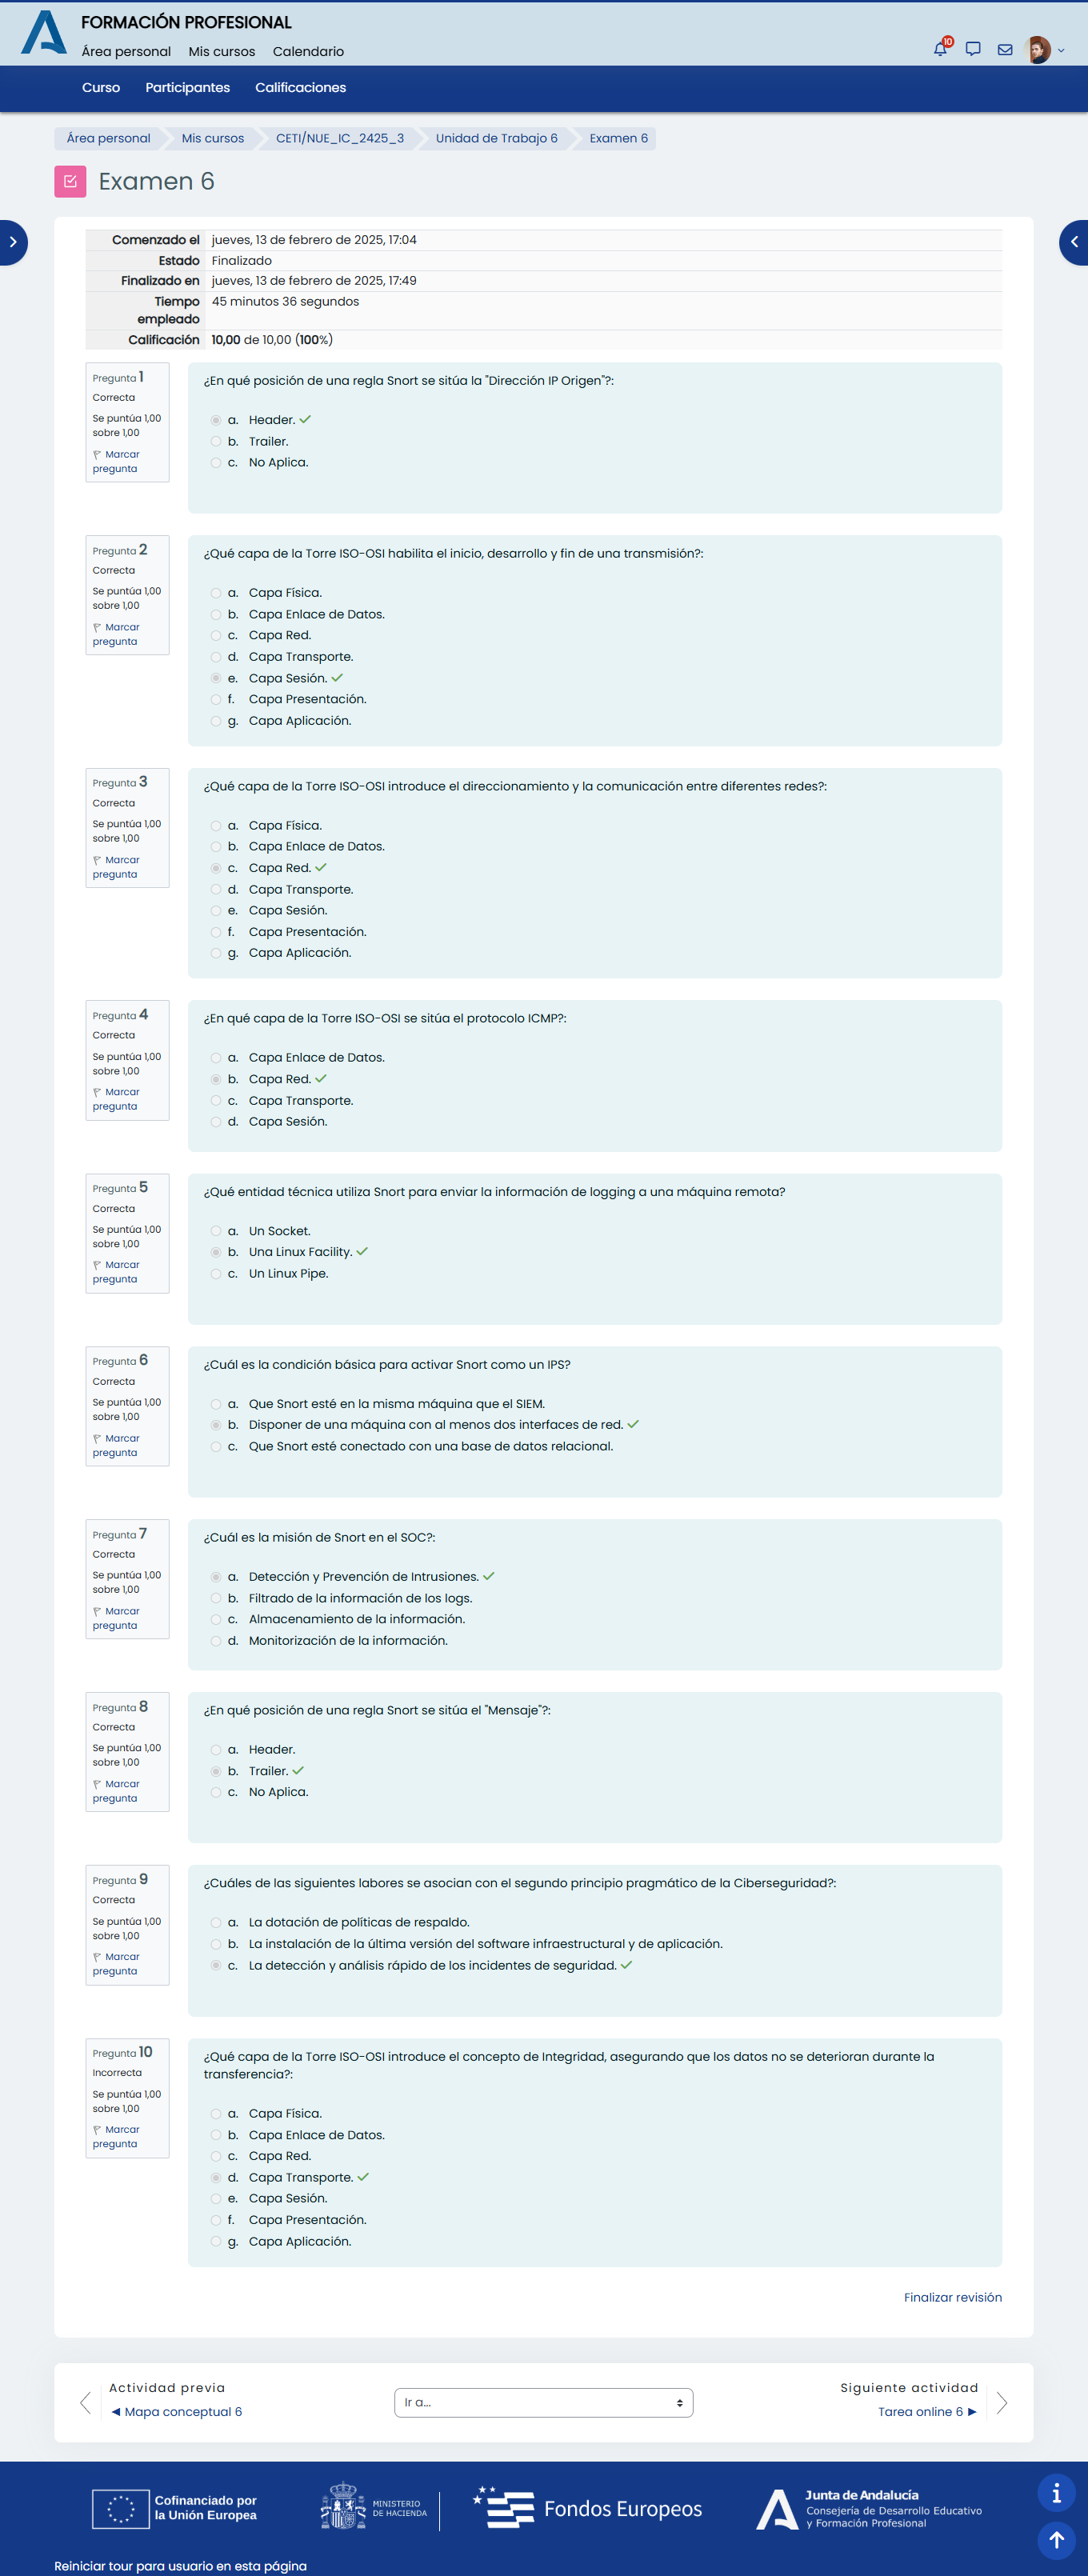 FORMACIÓN PROFESIONAL
Área personal Mis cursos Calendario
10
Curso Participantes Calificaciones
Área personal Mis cursos CETI/NUE_IC_2425_3 Unidad de Trabajo 6 Examen 6
Examen 6
Comenzado el jueves, 13 de febrero de 2025, 17:04
Estado Finalizado
Finalizado en jueves, 13 de febrero de 2025, 17:49
Tiempo empleado 45 minutos 36 segundos
Calificación 10,00 de 10,00 (100%)
Pregunta 1
Correcta
Se puntúa 1,00
sobre 1,00
Marcar
pregunta
¿En qué posición de una regla Snort se sitúa la "Dirección IP Origen"?:
a. Header.
b. Trailer.
c. No Aplica.
Pregunta 2
Correcta
Se puntúa 1,00
sobre 1,00
Marcar
pregunta
¿Qué capa de la Torre ISO-OSI habilita el inicio, desarrollo y fin de una transmisión?:
a. Capa Física.
b. Capa Enlace de Datos.
c. Capa Red.
d. Capa Transporte.
e. Capa Sesión.
f. Capa Presentación.
g. Capa Aplicación.
Pregunta 3
Correcta
Se puntúa 1,00
sobre 1,00
Marcar
pregunta
¿Qué capa de la Torre ISO-OSI introduce el direccionamiento y la comunicación entre diferentes redes?:
a. Capa Física.
b. Capa Enlace de Datos.
c. Capa Red.
d. Capa Transporte.
e. Capa Sesión.
f. Capa Presentación.
g. Capa Aplicación.
Pregunta 4
Correcta
Se puntúa 1,00
sobre 1,00
Marcar
pregunta
¿En qué capa de la Torre ISO-OSI se sitúa el protocolo ICMP?:
a. Capa Enlace de Datos.
b. Capa Red.
c. Capa Transporte.
d. Capa Sesión.
Pregunta 5
Correcta
Se puntúa 1,00
sobre 1,00
Marcar
pregunta
¿Qué entidad técnica utiliza Snort para enviar la información de logging a una máquina remota?
a. Un Socket.
b. Una Linux Facility.
c. Un Linux Pipe.
Pregunta 6
Correcta
Se puntúa 1,00
sobre 1,00
Marcar
pregunta
¿Cuál es la condición básica para activar Snort como un IPS?
a. Que Snort esté en la misma máquina que el SIEM.
b. Disponer de una máquina con al menos dos interfaces de red.
c. Que Snort esté conectado con una base de datos relacional.
Pregunta 7
Correcta
Se puntúa 1,00
sobre 1,00
Marcar
pregunta
¿Cuál es la misión de Snort en el SOC?:
a. Detección y Prevención de Intrusiones.
b. Filtrado de la información de los logs.
c. Almacenamiento de la información.
d. Monitorización de la información.
Pregunta 8
Correcta
Se puntúa 1,00
sobre 1,00
Marcar
pregunta
¿En qué posición de una regla Snort se sitúa el "Mensaje"?:
a. Header.
b. Trailer.
c. No Aplica.
Pregunta 9
Correcta
Se puntúa 1,00
sobre 1,00
Marcar
pregunta
¿Cuáles de las siguientes labores se asocian con el segundo principio pragmático de la Ciberseguridad?:
a. La dotación de políticas de respaldo.
b. La instalación de la última versión del software infraestructural y de aplicación.
c. La detección y análisis rápido de los incidentes de seguridad.
Pregunta 10
Incorrecta
Se puntúa 1,00
sobre 1,00
Marcar
pregunta
¿Qué capa de la Torre ISO-OSI introduce el concepto de Integridad, asegurando que los datos no se deterioran durante la
transferencia?:
a. Capa Física.
b. Capa Enlace de Datos.
c. Capa Red.
d. Capa Transporte.
e. Capa Sesión.
f. Capa Presentación.
g. Capa Aplicación.
Finalizar revisión
Actividad previa
◄ Mapa conceptual 6
Ir a...
Siguiente actividad
Tarea online 6 ►
Cofinanciado por
la Unión Europea
MINISTERIO
DE HACIENDA
Fondos Europeos
Junta de Andalucía
Consejería de Desarrollo Educativo
y Formación Profesional
Reiniciar tour para usuario en esta página